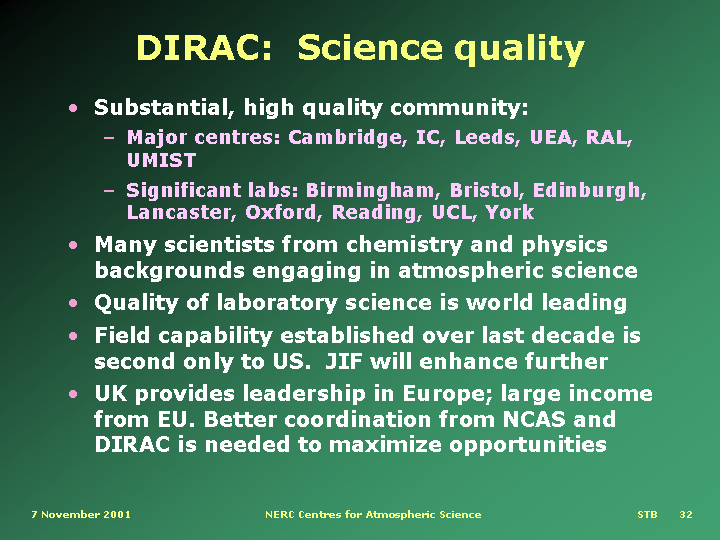 DIRAC:  Science quality
• Substantial, high quality community:
– Major centres: Cambridge, IC, Leeds, UEA, RAL,
UMIST
– Significant labs: Birmingham, Bristol, Edinburgh,
Lancaster, Oxford, Reading, UCL, York
• Many scientists from chemistry and physics
backgrounds engaging in atmospheric science
• Quality of laboratory science is world leading
• Field capability established over last decade is
second only to US.  JIF will enhance further
• UK provides leadership in Europe; large income
from EU. Better coordination from NCAS and
DIRAC is needed to maximize opportunities
7 November 2001 NERC Centres for Atmospheric Science STB 32